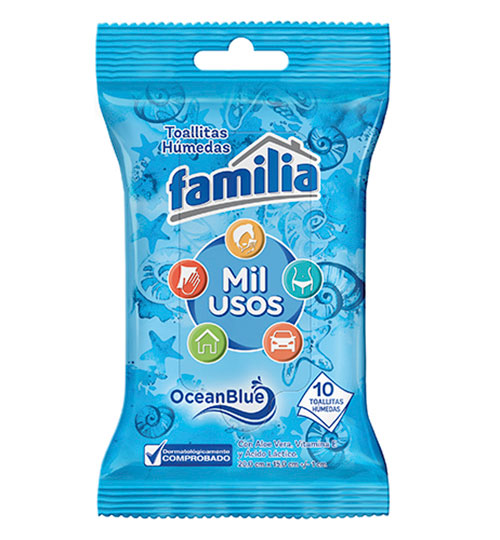 Toallitas
Húmedas
familia
Mil
usos
OceanBlue
10
TOALLITAS
HÚMEDAS
Dermatológicamente
COMPROBADO
Con Aloe Vera, Vitamina E
y Ácido Láctico.